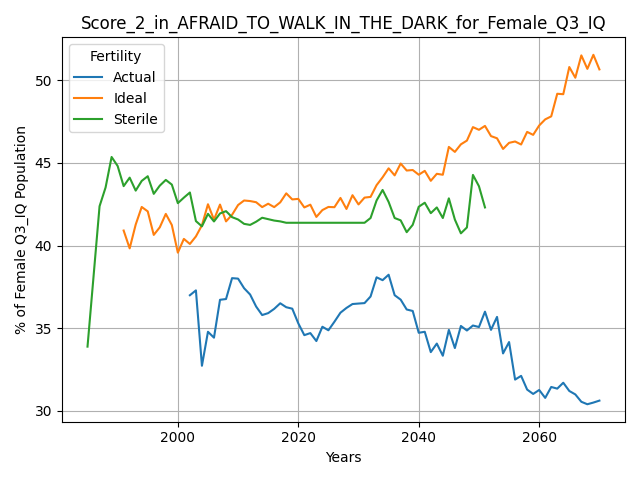 Score_2_in_AFRAID_TO_WALK_IN_THE_DARK_for_Female_Q3_IQ
Fertility
Actual
Ideal
Sterile
% of Female Q3_IQ Population
50
45
40
35
30
2000
2020
2040
2060
Years